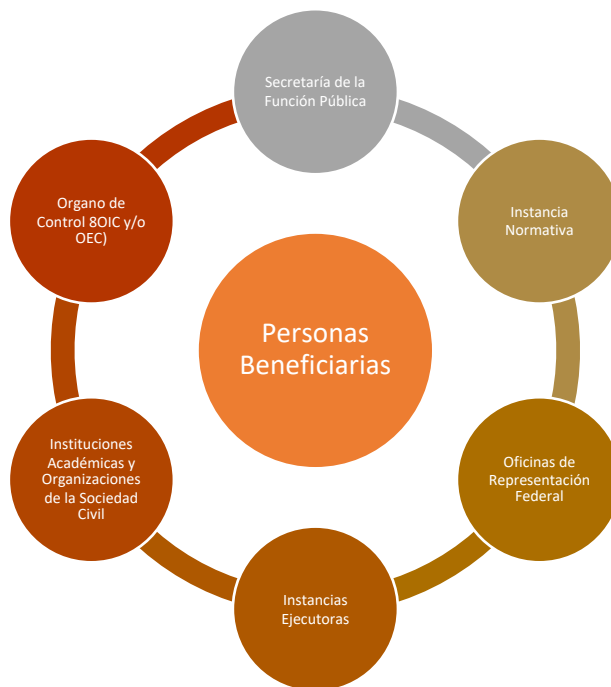 Secretaría de la
Función Pública
Instancia
Normativa
Oficinas de
Representación
Federal
Instancias
Ejecutoras
Instituciones
Académicas y
Organizaciones
de la Sociedad
Civil
Organo de
Control 8OIC y/o
OEC)
Personas
Beneficiarias